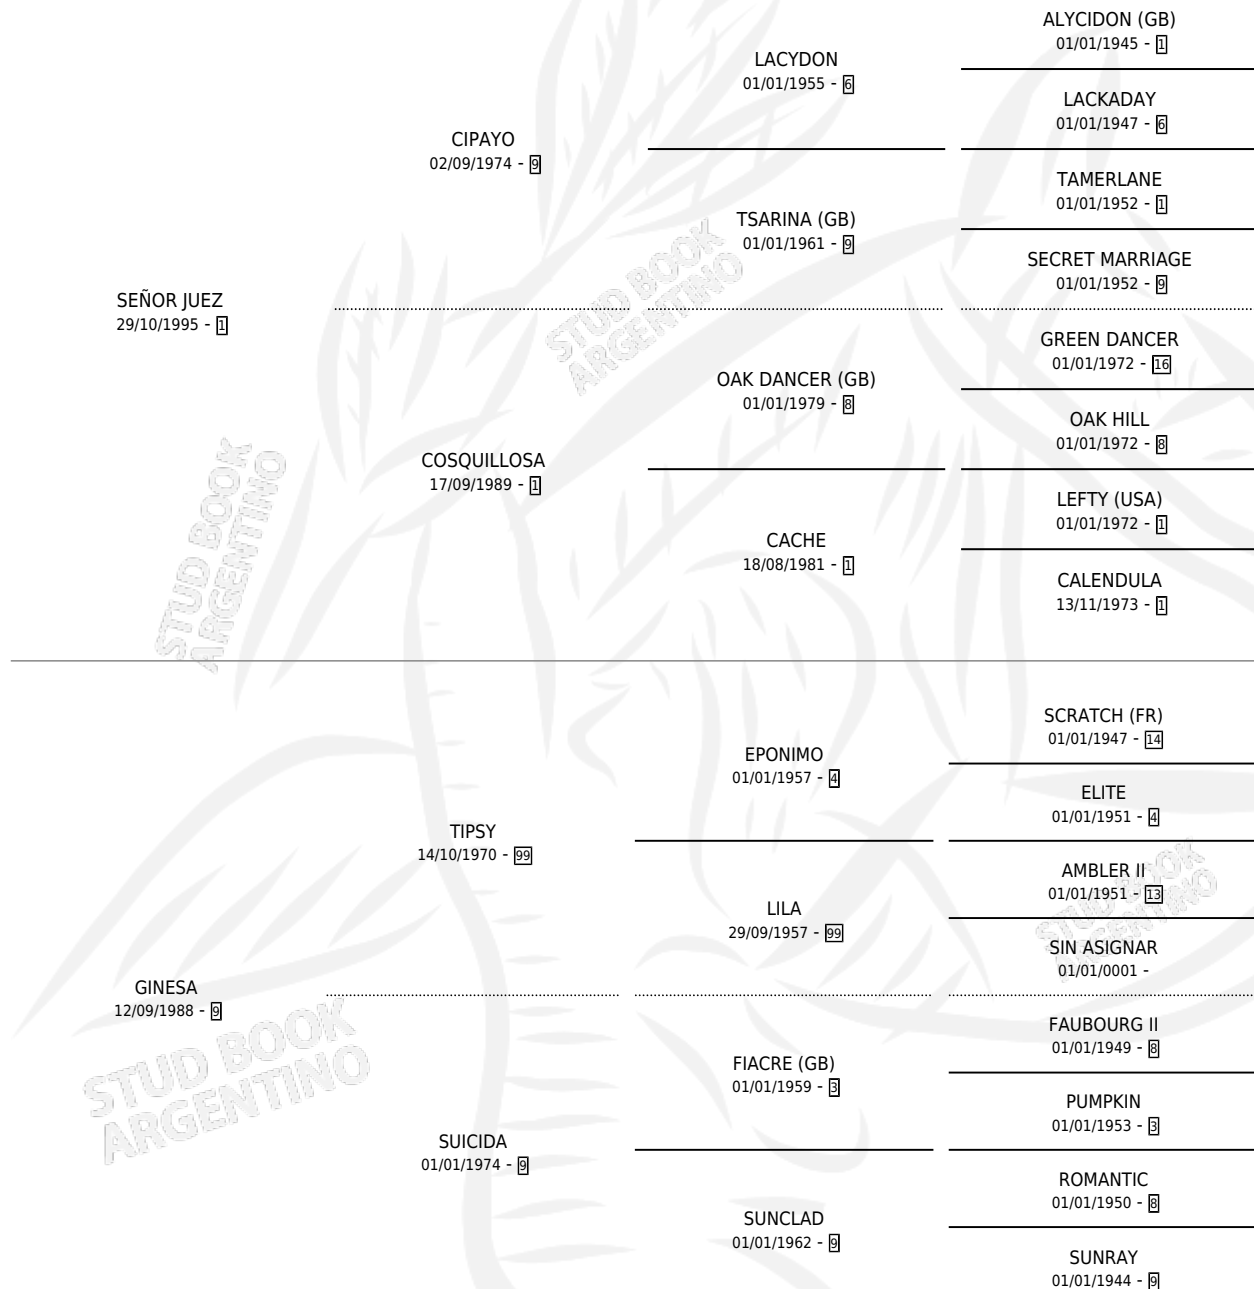 ALYCIDON (GB)
01/01/1945 - 1
LACYDON
01/01/1955 - 6
LACKADAY
01/01/1947 - 6
CIPAYO
02/09/1974 - 9
TAMERLANE
01/01/1952 - 1
TSARINA (GB)
01/01/1961 - 9
SECRET MARRIAGE
01/01/1952 - 9
SEÑOR JUEZ
29/10/1995 - 1
GREEN DANCER
01/01/1972 - 16
OAK DANCER (GB)
01/01/1979 - 8
OAK HILL
01/01/1972 - 8
COSQUILLOSA
17/09/1989 - 1
LEFTY (USA)
01/01/1972 - 1
CACHE
18/08/1981 - 1
CALENDULA
13/11/1973 - 1
SCRATCH (FR)
01/01/1947 - 14
EPONIMO
01/01/1957 - 4
ELITE
01/01/1951 - 4
TIPSY
14/10/1970 - 99
AMBLER II
01/01/1951 - 13
LILA
29/09/1957 - 99
SIN ASIGNAR
01/01/0001 -
GINESA
12/09/1988 - 9
FAUBOURG II
01/01/1949 - 8
FIACRE (GB)
01/01/1959 - 3
PUMPKIN
01/01/1953 - 3
SUICIDA
01/01/1974 - 9
ROMANTIC
01/01/1950 - 8
SUNCLAD
01/01/1962 - 9
SUNRAY
01/01/1944 - 9
STUD BOOK
ARGENTINO
STUD BOOK
ARGENTINO
STUD BOOK
ARGENTINO
STUD BOOK
ARGENTINO